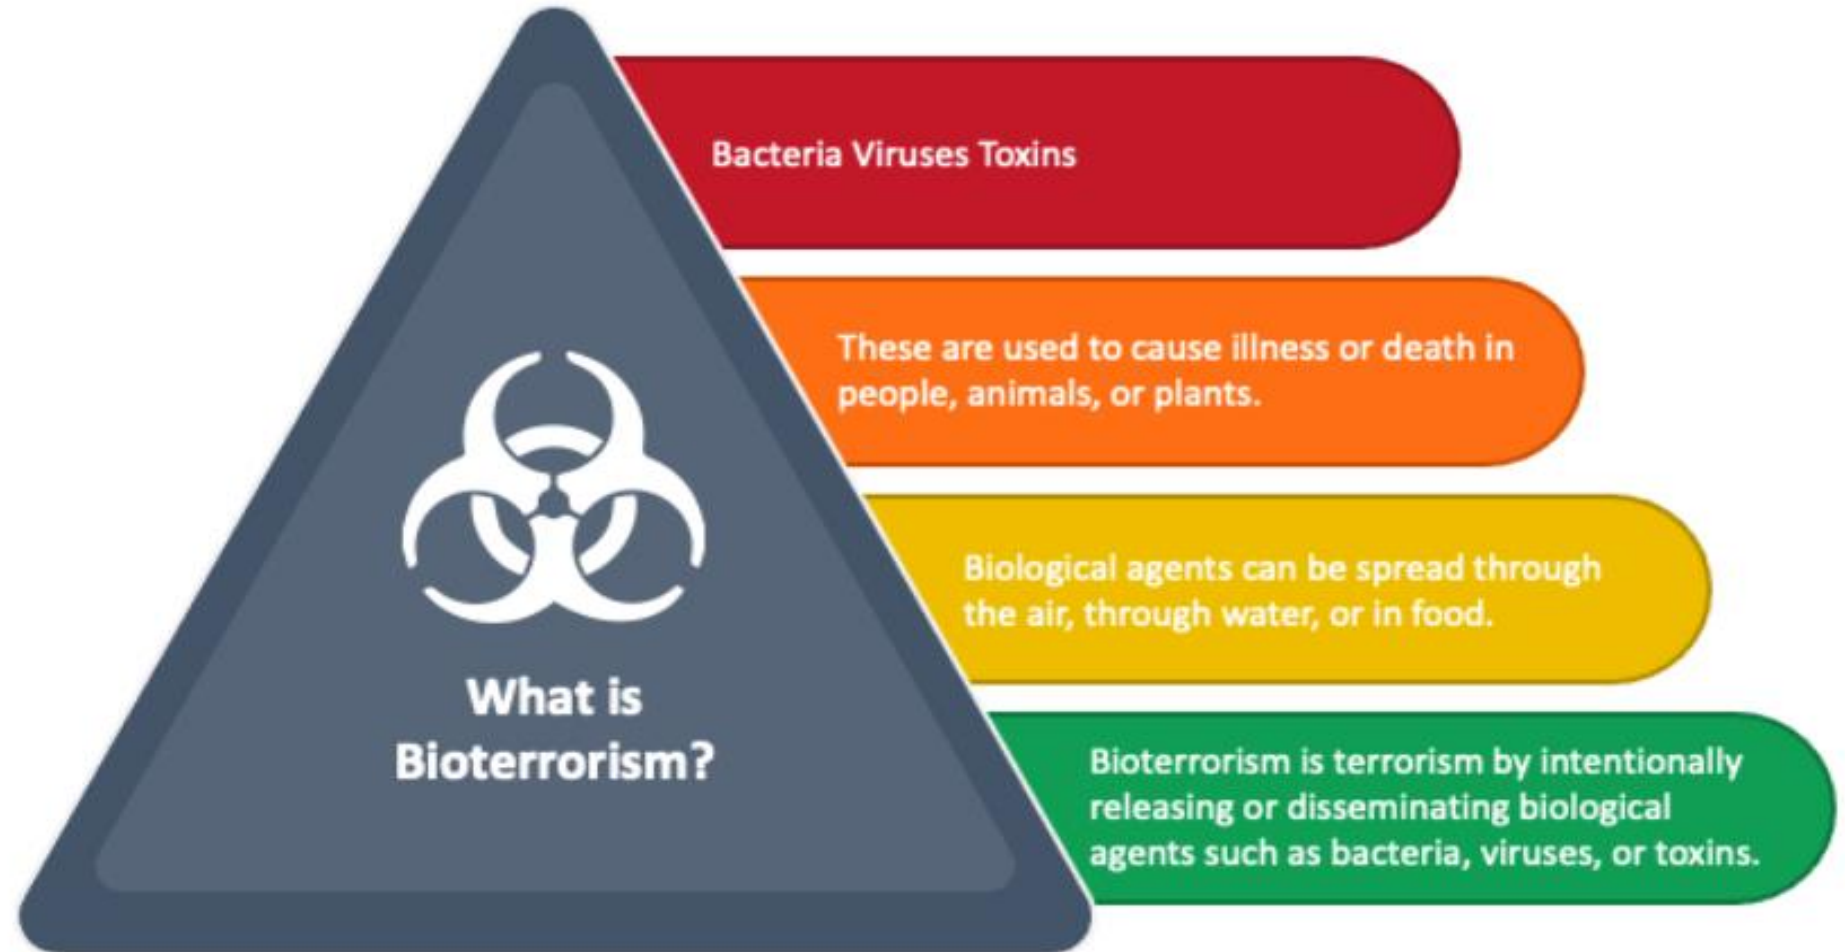 Bacteria Viruses Toxins
These are used to cause illness or death in
people, animals, or plants.
Biological agents can be spread through
the air, through water, or in food.
What is
Bioterrorism?
Bioterrorism is terrorism by intentionally
releasing or disseminating biological
agents such as bacteria, viruses, or toxins.